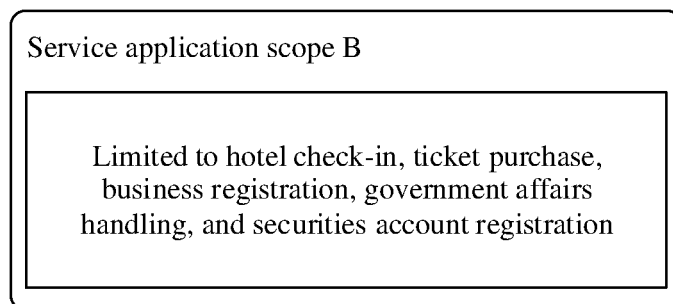 Service application scope B
Limited to hotel check-in, ticket purchase,
business registration, government affairs
handling, and securities account registration